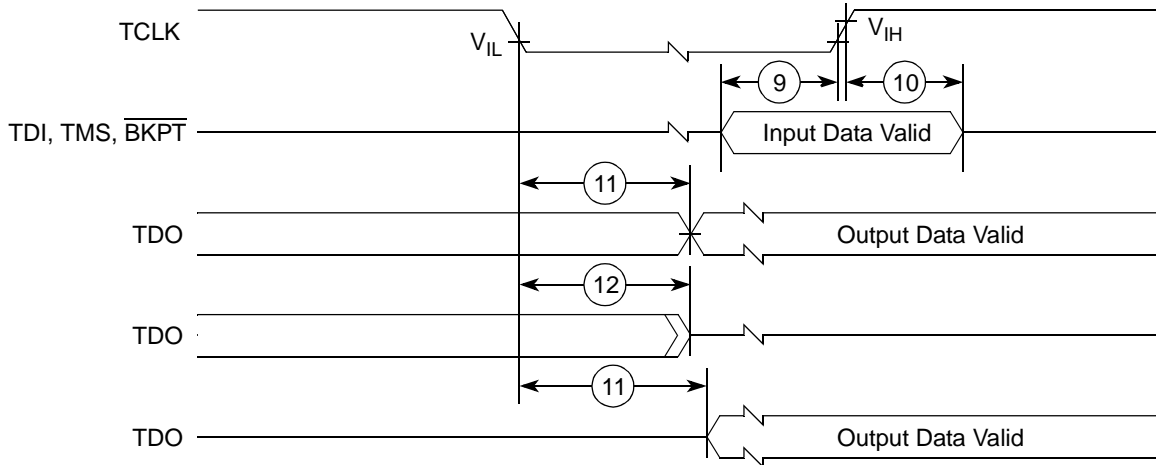 TCLK
V_IL
V_IH
9
10
TDI, TMS, BKPT
Input Data Valid
11
TDO
Output Data Valid
12
TDO
11
TDO
Output Data Valid